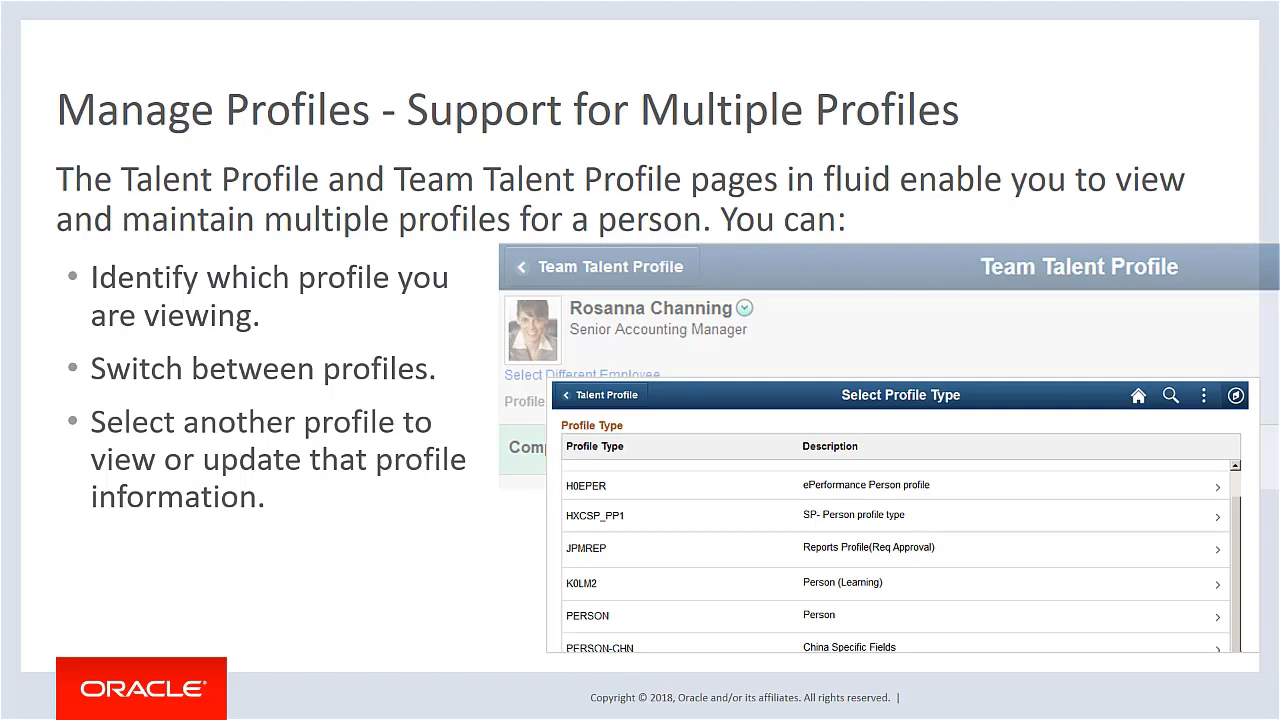 Manage Profiles - Support for Multiple Profiles
The Talent Profile and Team Talent Profile pages in fluid enable you to view
and maintain multiple profiles for a person. You can:
• Identify which profile you
are viewing.
• Switch between profiles.
• Select another profile to
view or update that profile
information.
Team Talent Profile
Team Talent Profile
Rosanna Channing
Senior Accounting Manager
Select Different Employee
Profile
Comp
Talent Profile
Select Profile Type
Profile Type
Profile Type Description
H0EPER ePerformance Person profile
HXCSP_PP1 SP- Person profile type
JPMREP Reports Profile(Req Approval)
K0LM2 Person (Learning)
PERSON Person
PERSON-CHN China Specific Fields
ORACLE®
Copyright © 2018, Oracle and/or its affiliates. All rights reserved. |